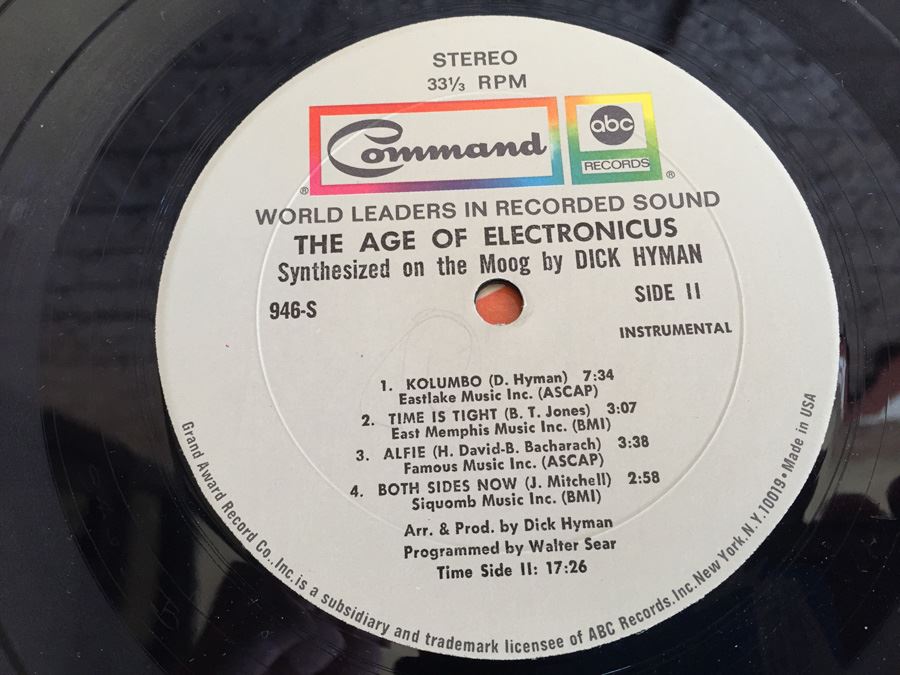 STEREO
33⅓ RPM
Command
abc
RECORDS
®
®
WORLD LEADERS IN RECORDED SOUND
THE AGE OF ELECTRONICUS
Synthesized on the Moog by DICK HYMAN
946-S
SIDE II
INSTRUMENTAL
1. KOLUMBO (D. Hyman) 7:34
Eastlake Music Inc. (ASCAP)
2. TIME IS TIGHT (B. T. Jones) 3:07
East Memphis Music Inc. (BMI)
3. ALFIE (H. David-B. Bacharach) 3:38
Famous Music Inc. (ASCAP)
4. BOTH SIDES NOW (J. Mitchell) 2:58
Siquomb Music Inc. (BMI)
Arr. & Prod. by Dick Hyman
Programmed by Walter Sear
Time Side II: 17:26
Grand Award Record Co., Inc. is a subsidiary and trademark licensee of ABC Records, Inc. New York, N.Y. 10019 • Made in USA